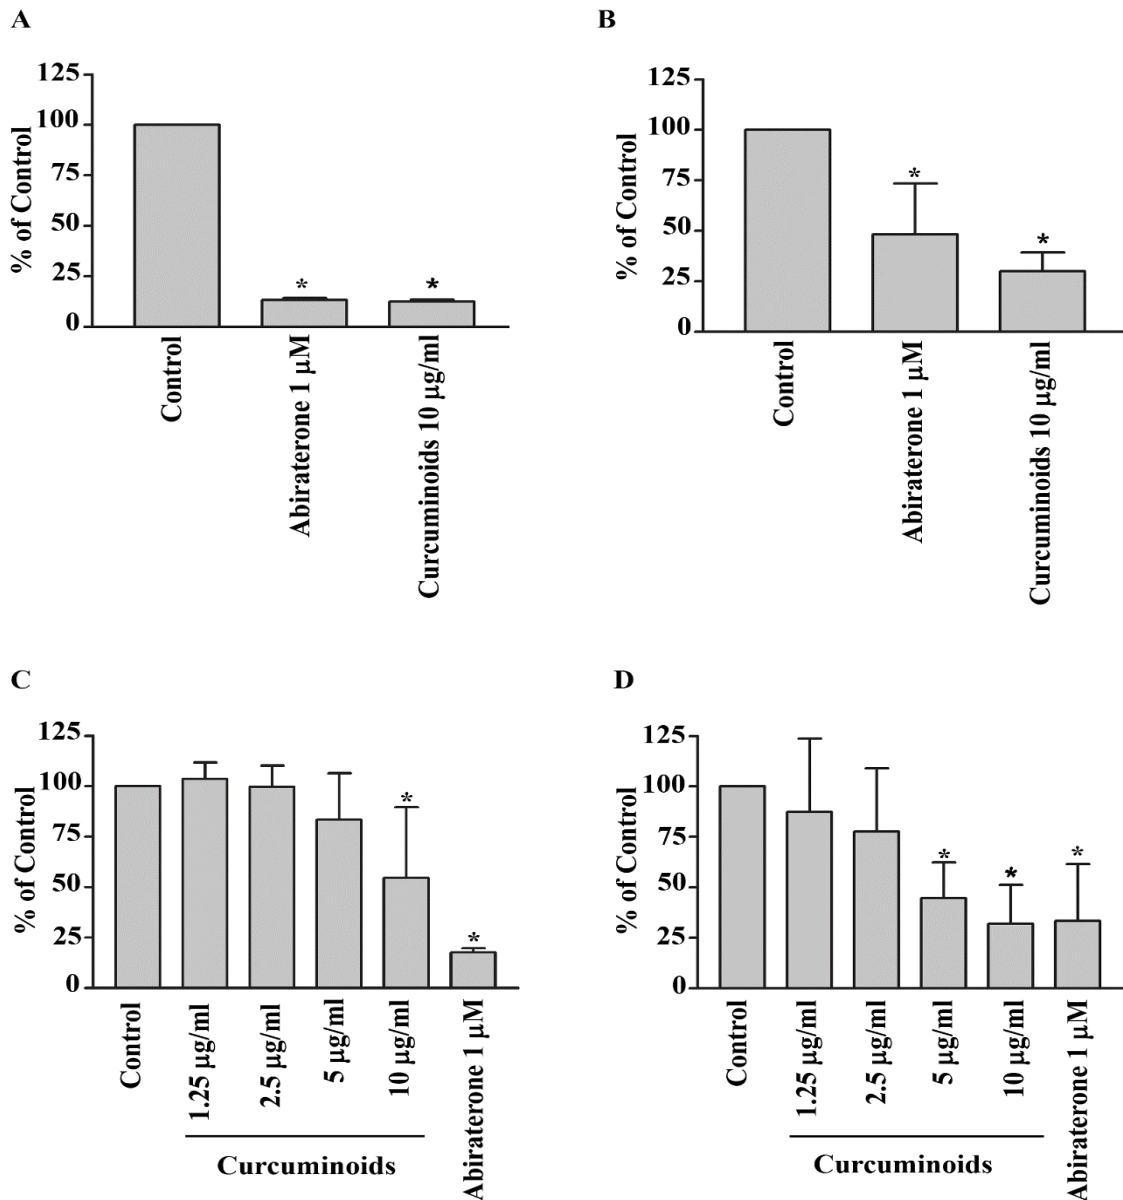 A
% of Control
125
100
75
50
25
0
*
*
Control
Abiraterone 1 µM
Curcuminoids 10 µg/ml
B
% of Control
125
100
75
50
25
0
*
*
Control
Abiraterone 1 µM
Curcuminoids 10 µg/ml
C
% of Control
125
100
75
50
25
0
*
*
Control
1.25 µg/ml
2.5 µg/ml
5 µg/ml
10 µg/ml
Abiraterone 1 µM
Curcuminoids
D
% of Control
125
100
75
50
25
0
*
*
*
Control
1.25 µg/ml
2.5 µg/ml
5 µg/ml
10 µg/ml
Abiraterone 1 µM
Curcuminoids